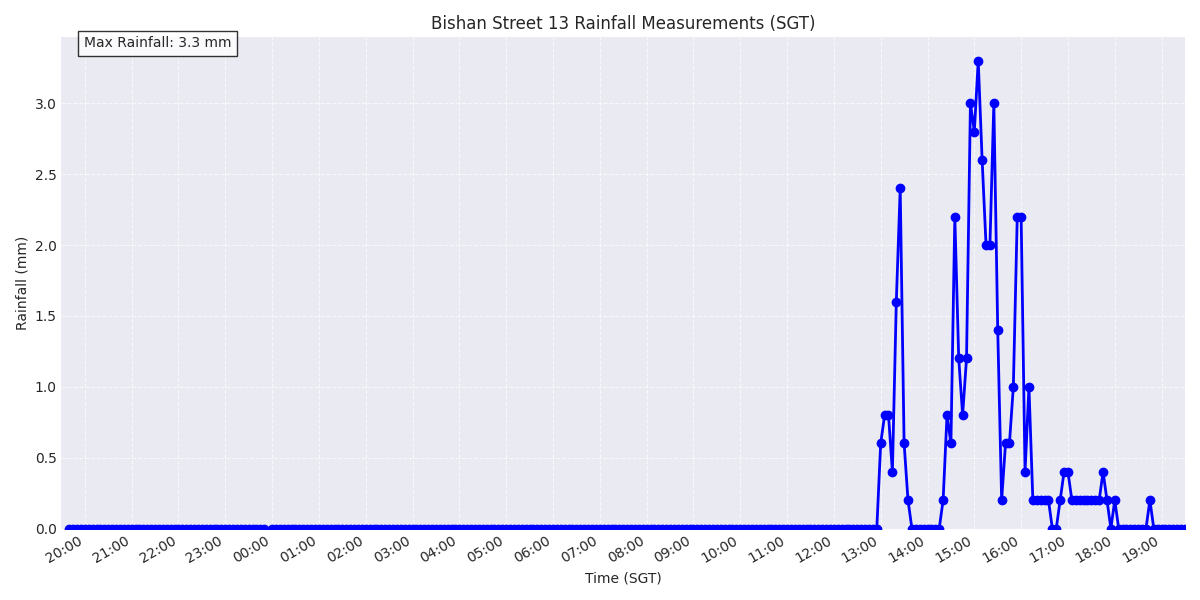 Bishan Street 13 Rainfall Measurements (SGT)
Max Rainfall: 3.3 mm
Rainfall (mm)
3.0
2.5
2.0
1.5
1.0
0.5
0.0
20:00 21:00 22:00 23:00 00:00 01:00 02:00 03:00 04:00 05:00 06:00 07:00 08:00 09:00 10:00 11:00 12:00 13:00 14:00 15:00 16:00 17:00 18:00 19:00
Time (SGT)